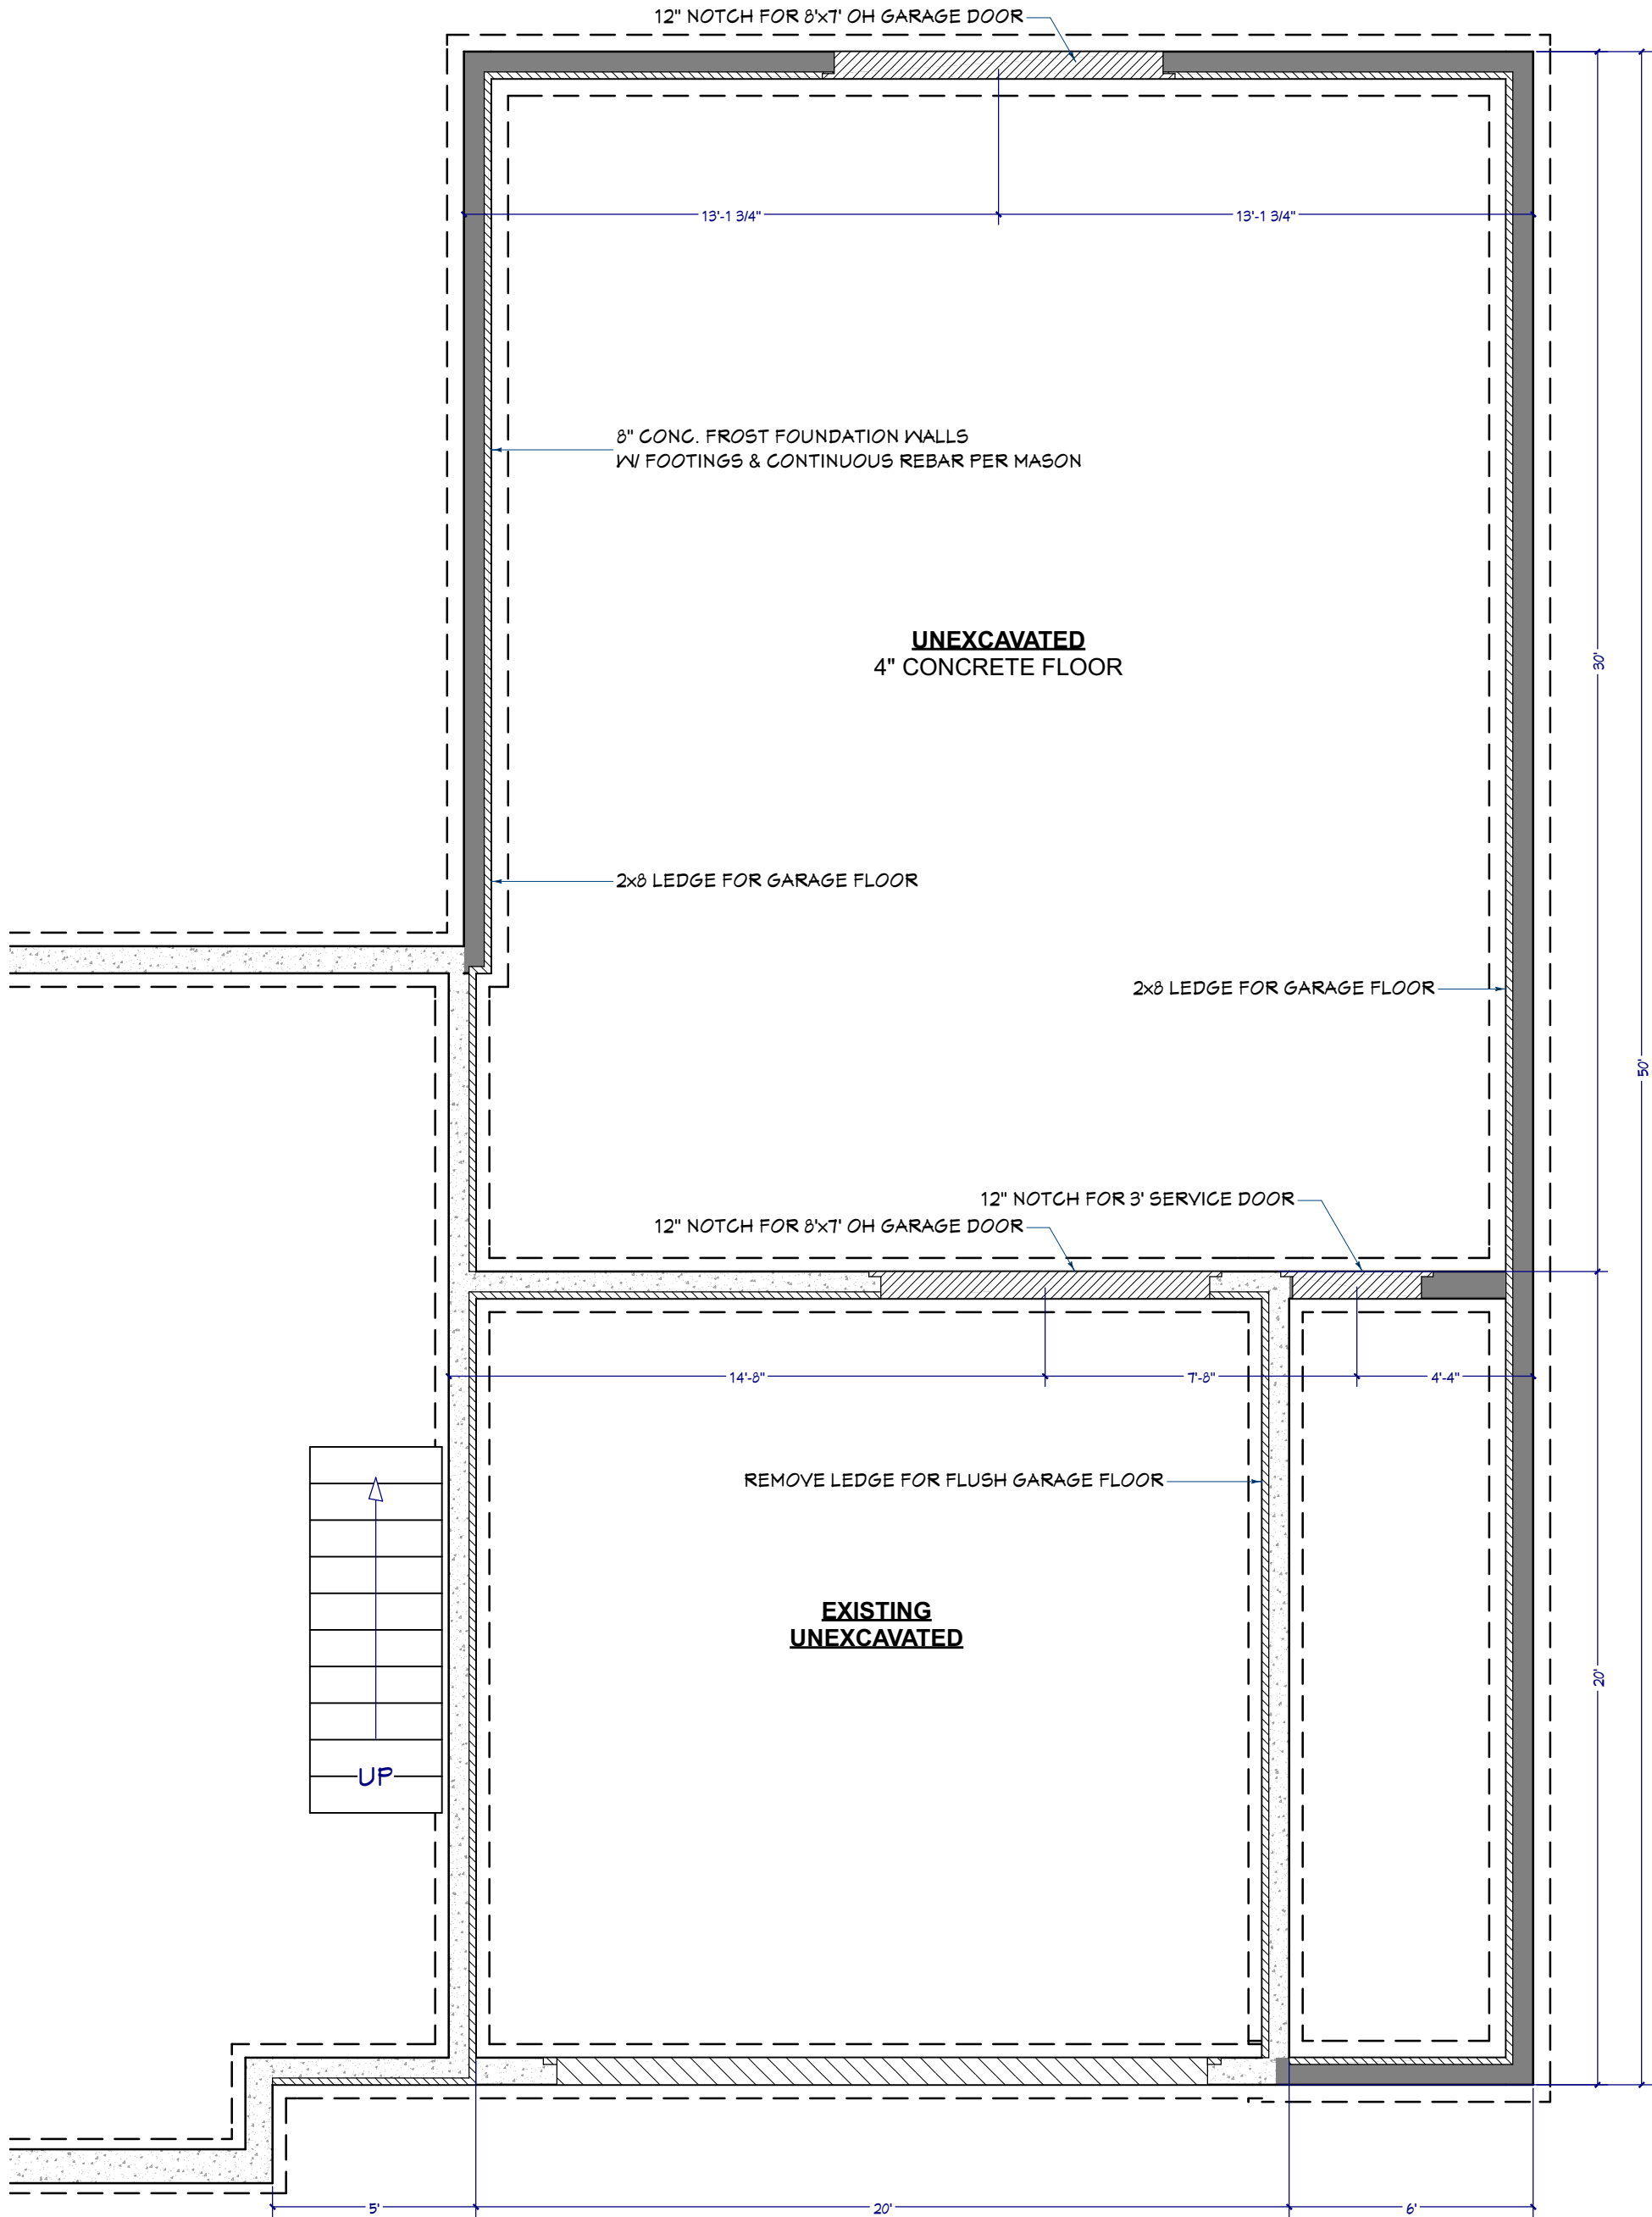 12" NOTCH FOR 8'x7' OH GARAGE DOOR
13'-1 3/4"
13'-1 3/4"
8" CONC. FROST FOUNDATION WALLS
W/ FOOTINGS & CONTINUOUS REBAR PER MASON
UNEXCAVATED
4" CONCRETE FLOOR
30'
2x8 LEDGE FOR GARAGE FLOOR
2x8 LEDGE FOR GARAGE FLOOR
50'
12" NOTCH FOR 3' SERVICE DOOR
12" NOTCH FOR 8'x7' OH GARAGE DOOR
14'-8"
7'-8"
4'-4"
REMOVE LEDGE FOR FLUSH GARAGE FLOOR
EXISTING
UNEXCAVATED
20'
UP
5'
20'
6'